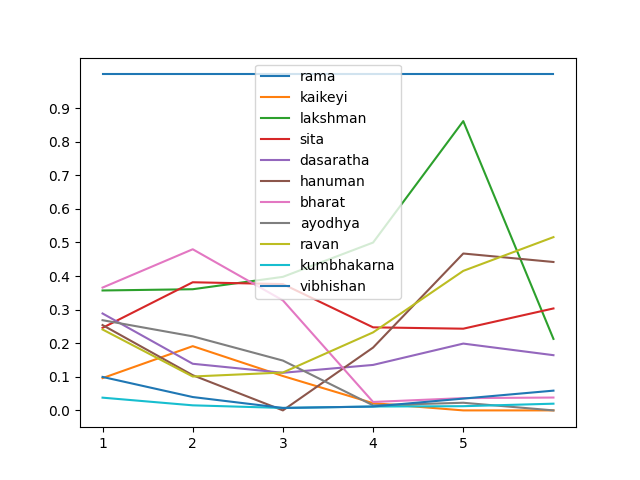 rama
kaikeyi
lakshman
sita
dasaratha
hanuman
bharat
ayodhya
ravan
kumbhakarna
vibhishan
0.9
0.8
0.7
0.6
0.5
0.4
0.3
0.2
0.1
0.0
1 2 3 4 5